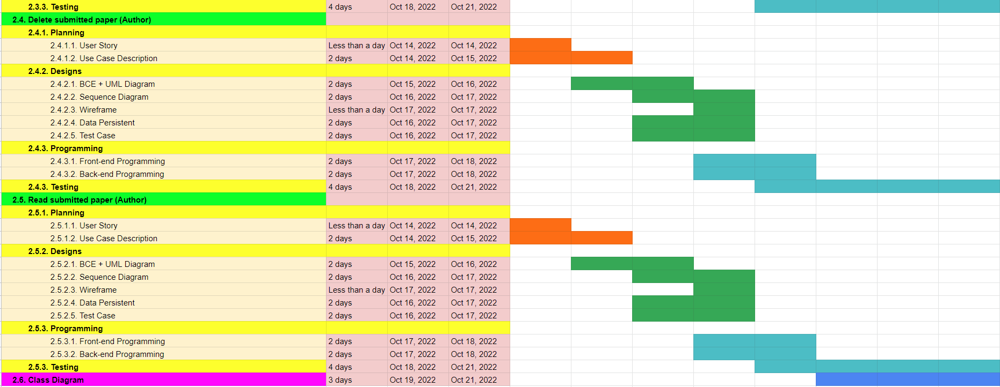 2.3.3. Testing 4 days Oct 18, 2022 Oct 21, 2022
2.4. Delete submitted paper (Author)
2.4.1. Planning
2.4.1.1. User Story Less than a day Oct 14, 2022 Oct 14, 2022
2.4.1.2. Use Case Description 2 days Oct 14, 2022 Oct 15, 2022
2.4.2. Designs
2.4.2.1. BCE + UML Diagram 2 days Oct 15, 2022 Oct 16, 2022
2.4.2.2. Sequence Diagram 2 days Oct 16, 2022 Oct 17, 2022
2.4.2.3. Wireframe Less than a day Oct 17, 2022 Oct 17, 2022
2.4.2.4. Data Persistent 2 days Oct 16, 2022 Oct 17, 2022
2.4.2.5. Test Case 2 days Oct 16, 2022 Oct 17, 2022
2.4.3. Programming
2.4.3.1. Front-end Programming 2 days Oct 17, 2022 Oct 18, 2022
2.4.3.2. Back-end Programming 2 days Oct 17, 2022 Oct 18, 2022
2.4.3. Testing 4 days Oct 18, 2022 Oct 21, 2022
2.5. Read submitted paper (Author)
2.5.1. Planning
2.5.1.1. User Story Less than a day Oct 14, 2022 Oct 14, 2022
2.5.1.2. Use Case Description 2 days Oct 14, 2022 Oct 15, 2022
2.5.2. Designs
2.5.2.1. BCE + UML Diagram 2 days Oct 15, 2022 Oct 16, 2022
2.5.2.2. Sequence Diagram 2 days Oct 16, 2022 Oct 17, 2022
2.5.2.3. Wireframe Less than a day Oct 17, 2022 Oct 17, 2022
2.5.2.4. Data Persistent 2 days Oct 16, 2022 Oct 17, 2022
2.5.2.5. Test Case 2 days Oct 16, 2022 Oct 17, 2022
2.5.3. Programming
2.5.3.1. Front-end Programming 2 days Oct 17, 2022 Oct 18, 2022
2.5.3.2. Back-end Programming 2 days Oct 17, 2022 Oct 18, 2022
2.5.3. Testing 4 days Oct 18, 2022 Oct 21, 2022
2.6. Class Diagram 3 days Oct 19, 2022 Oct 21, 2022